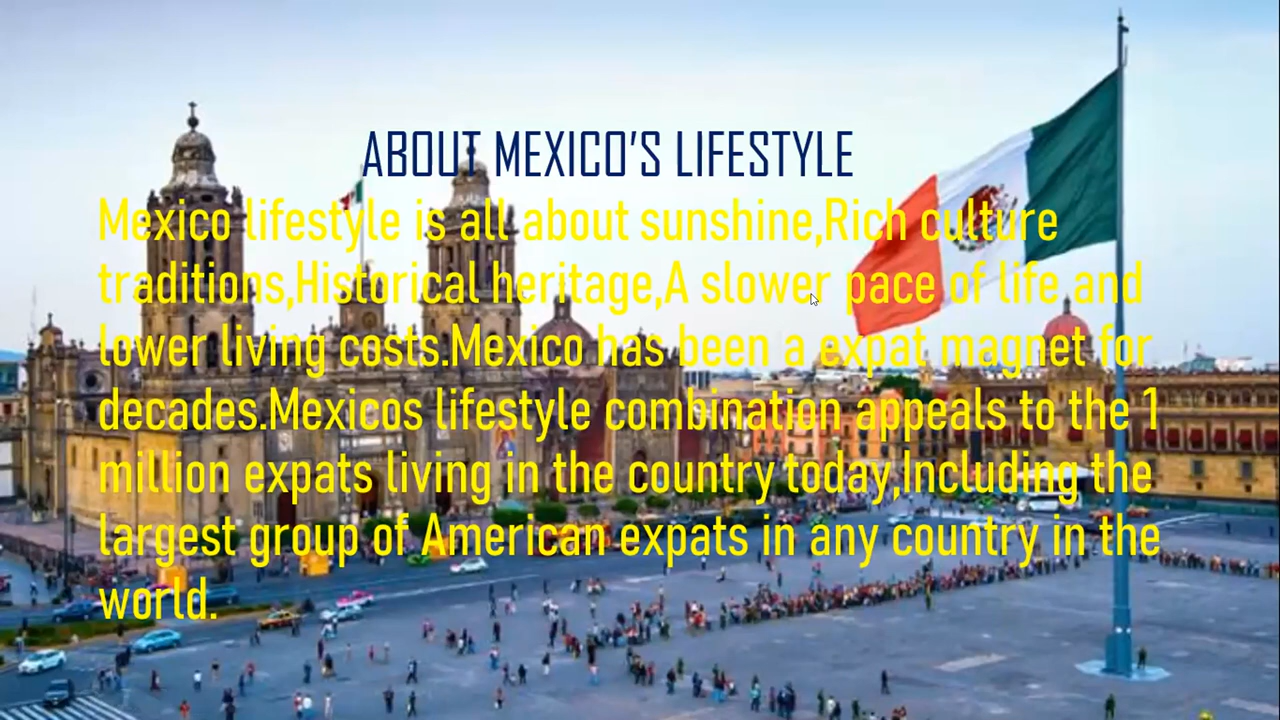 ABOUT MEXICO'S LIFESTYLE
Mexico lifestyle is all about sunshine,Rich culture
traditions,Historical heritage,A slower pace of life,and
lower living costs.Mexico has been a expat magnet for
decades.Mexicos lifestyle combination appeals to the 1
million expats living in the country today,Including the
largest group of American expats in any country in the
world.